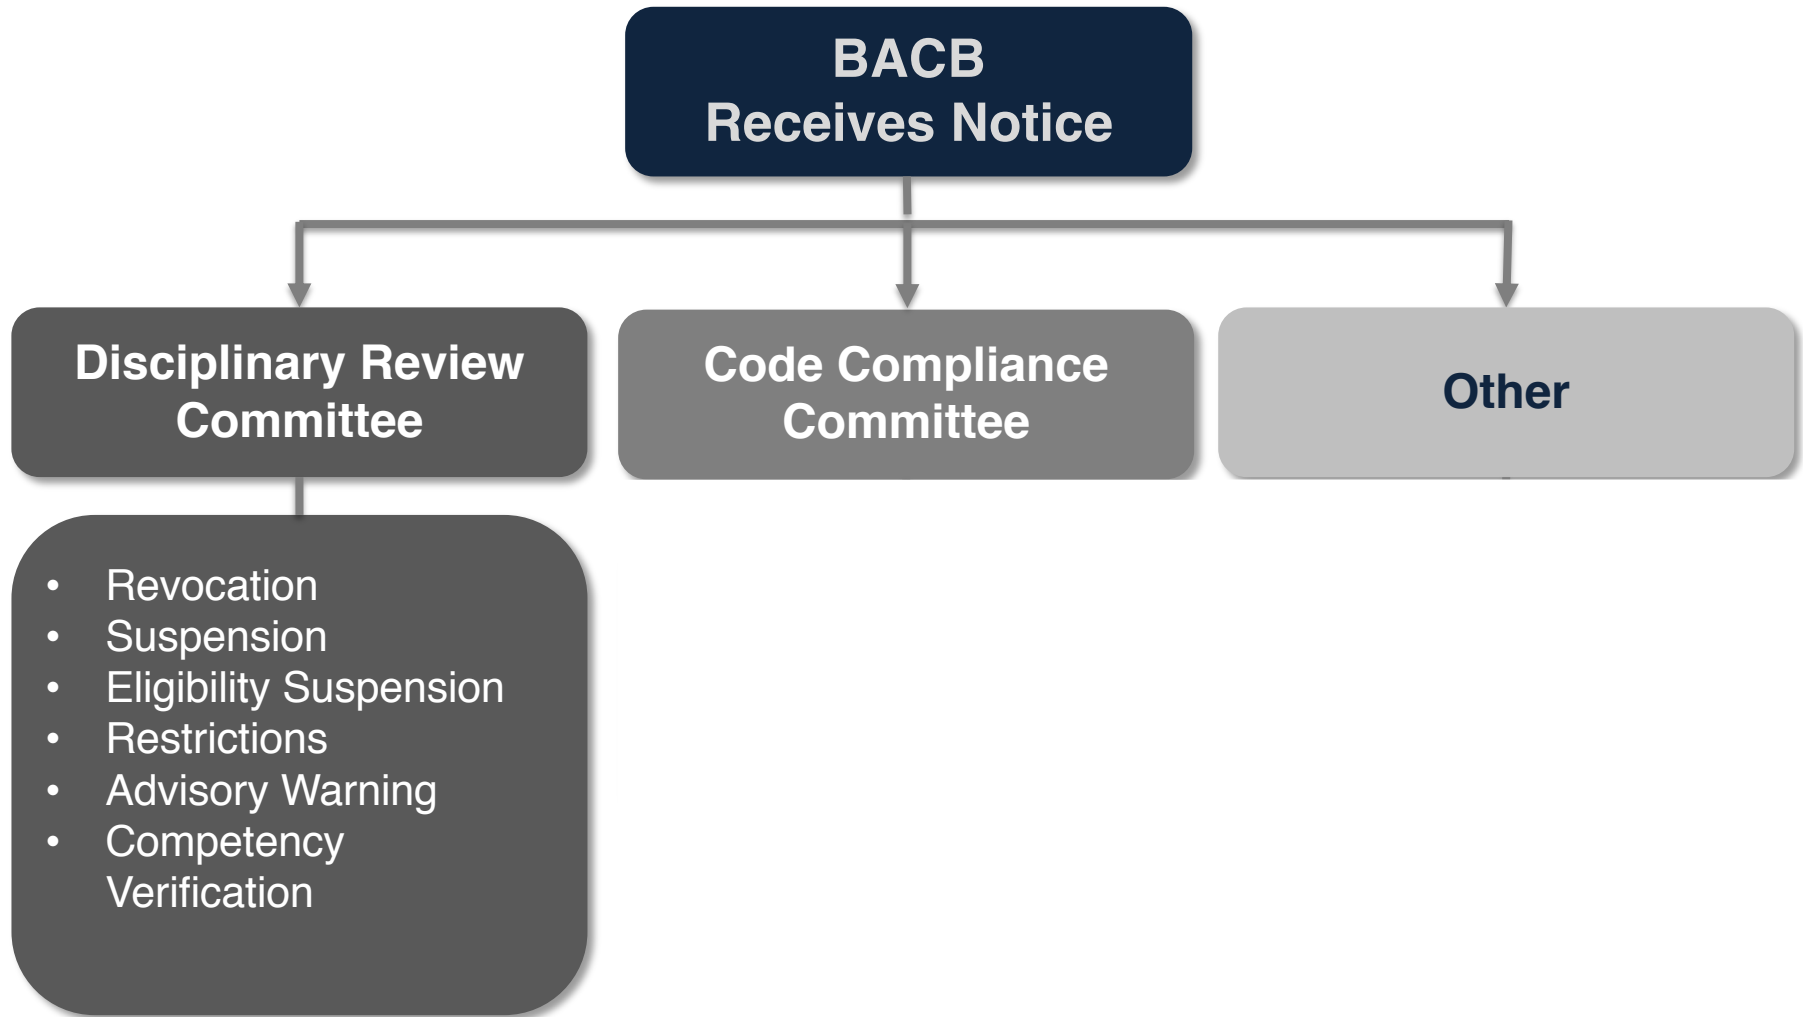 BACB
Receives Notice
Disciplinary Review
Committee
Code Compliance
Committee
Other
• Revocation
• Suspension
• Eligibility Suspension
• Restrictions
• Advisory Warning
• Competency
Verification